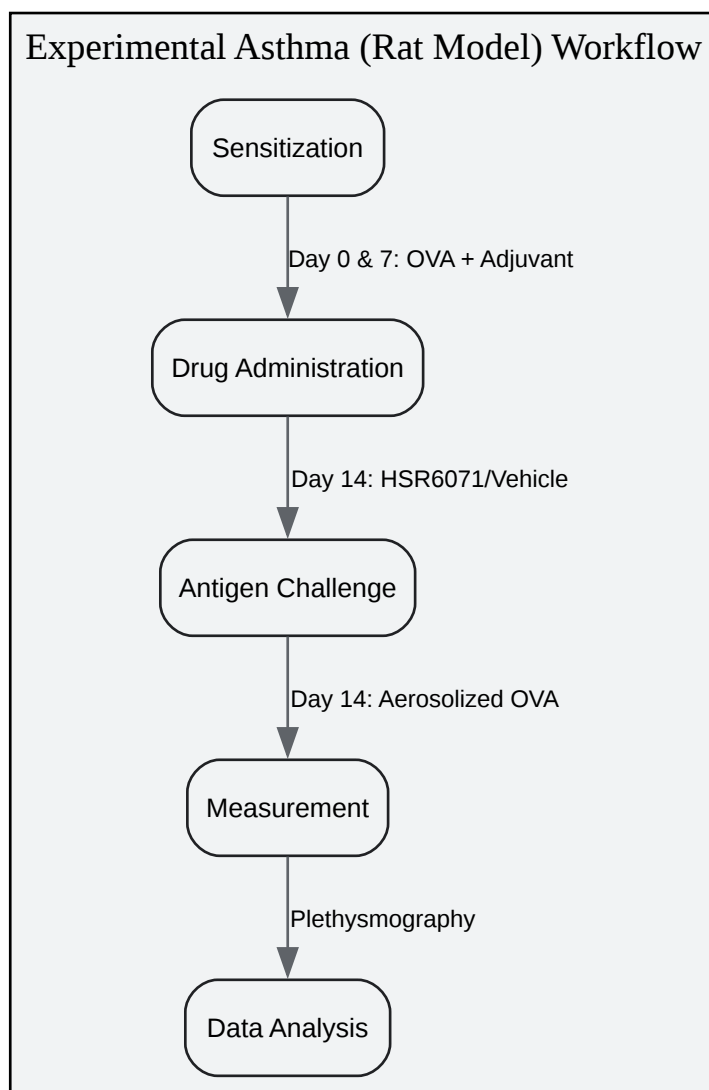 Experimental Asthma (Rat Model) Workflow
Sensitization
Day 0 & 7: OVA + Adjuvant
Drug Administration
Day 14: HSR6071/Vehicle
Antigen Challenge
Day 14: Aerosolized OVA
Measurement
Plethysmography
Data Analysis